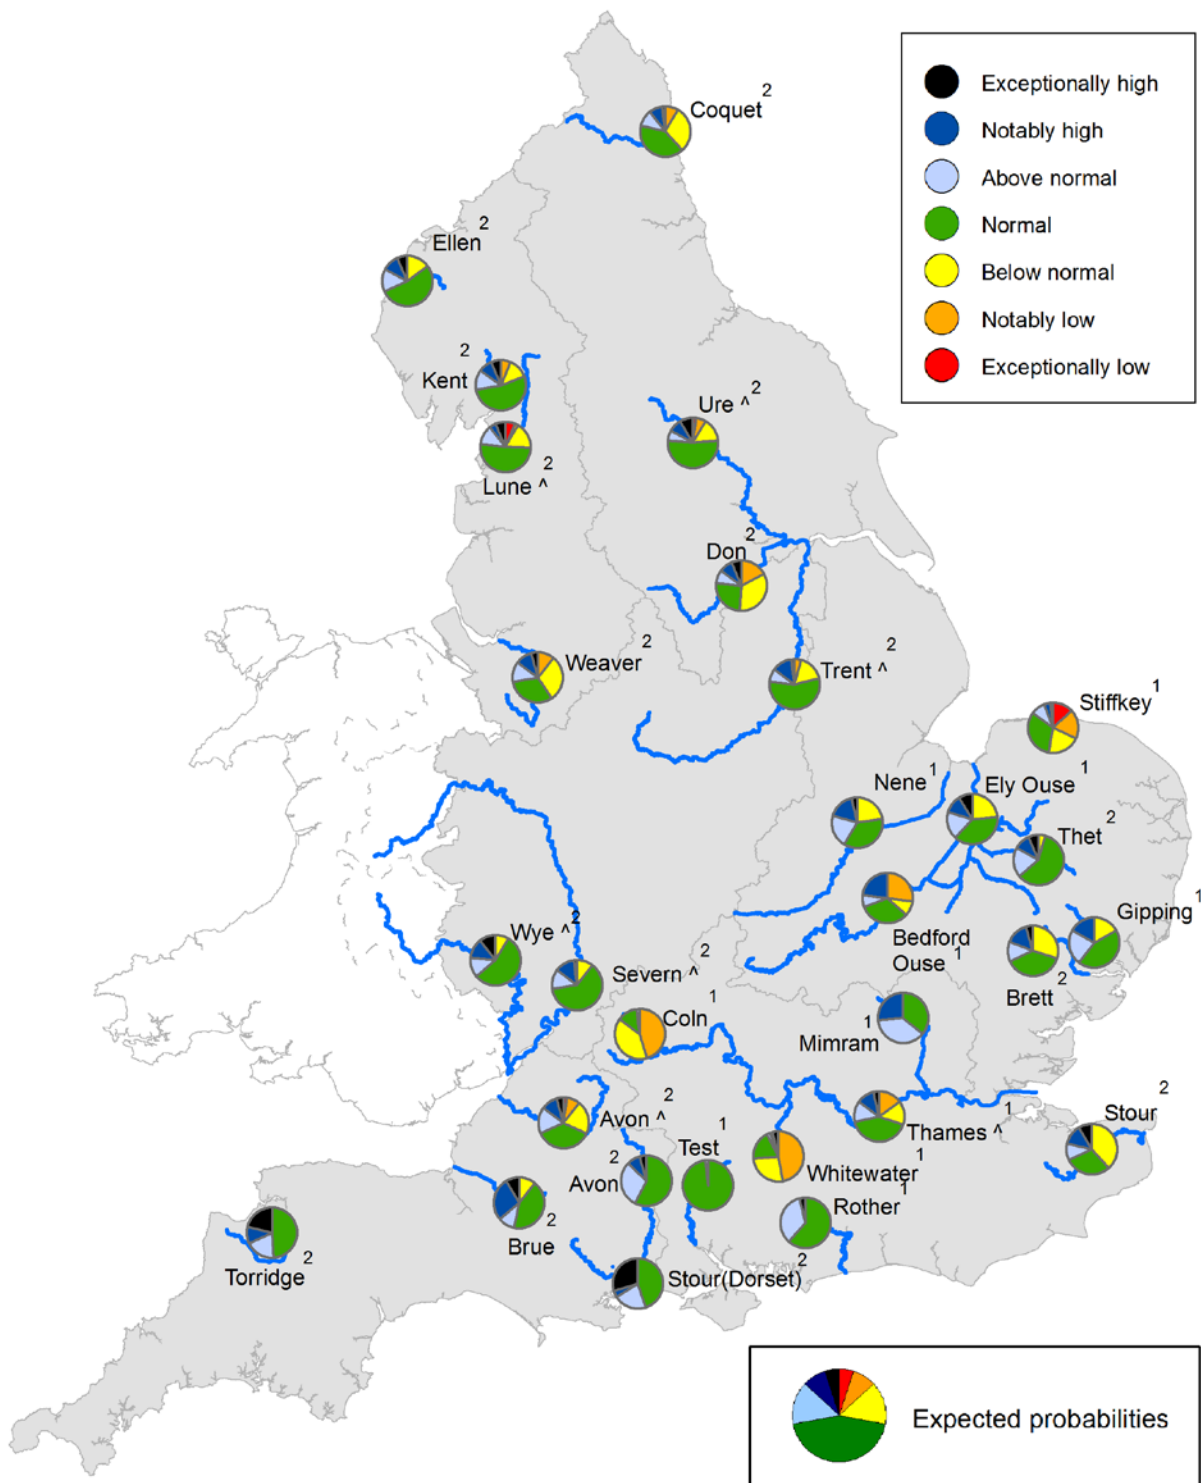 Exceptionally high
Notably high
Above normal
Normal
Below normal
Notably low
Exceptionally low
Coquet 2
Ellen 2
Kent 2
Ure ^ 2
Lune ^ 2
Don 2
Weaver 2
Trent ^ 2
Stiffkey 1
Nene 1
Ely Ouse 1
Thet 2
Gipping 1
Bedford
Ouse 1
Brett 2
Wye ^ 2
Severn ^ 2
Coln 1
Mimram 1
Avon ^ 2
Test 1
Thames ^ 1
Stour 2
Whitewater 1
Avon 2
Rother 1
Brue 2
Torridge 2
Stour(Dorset) 2
Expected probabilities